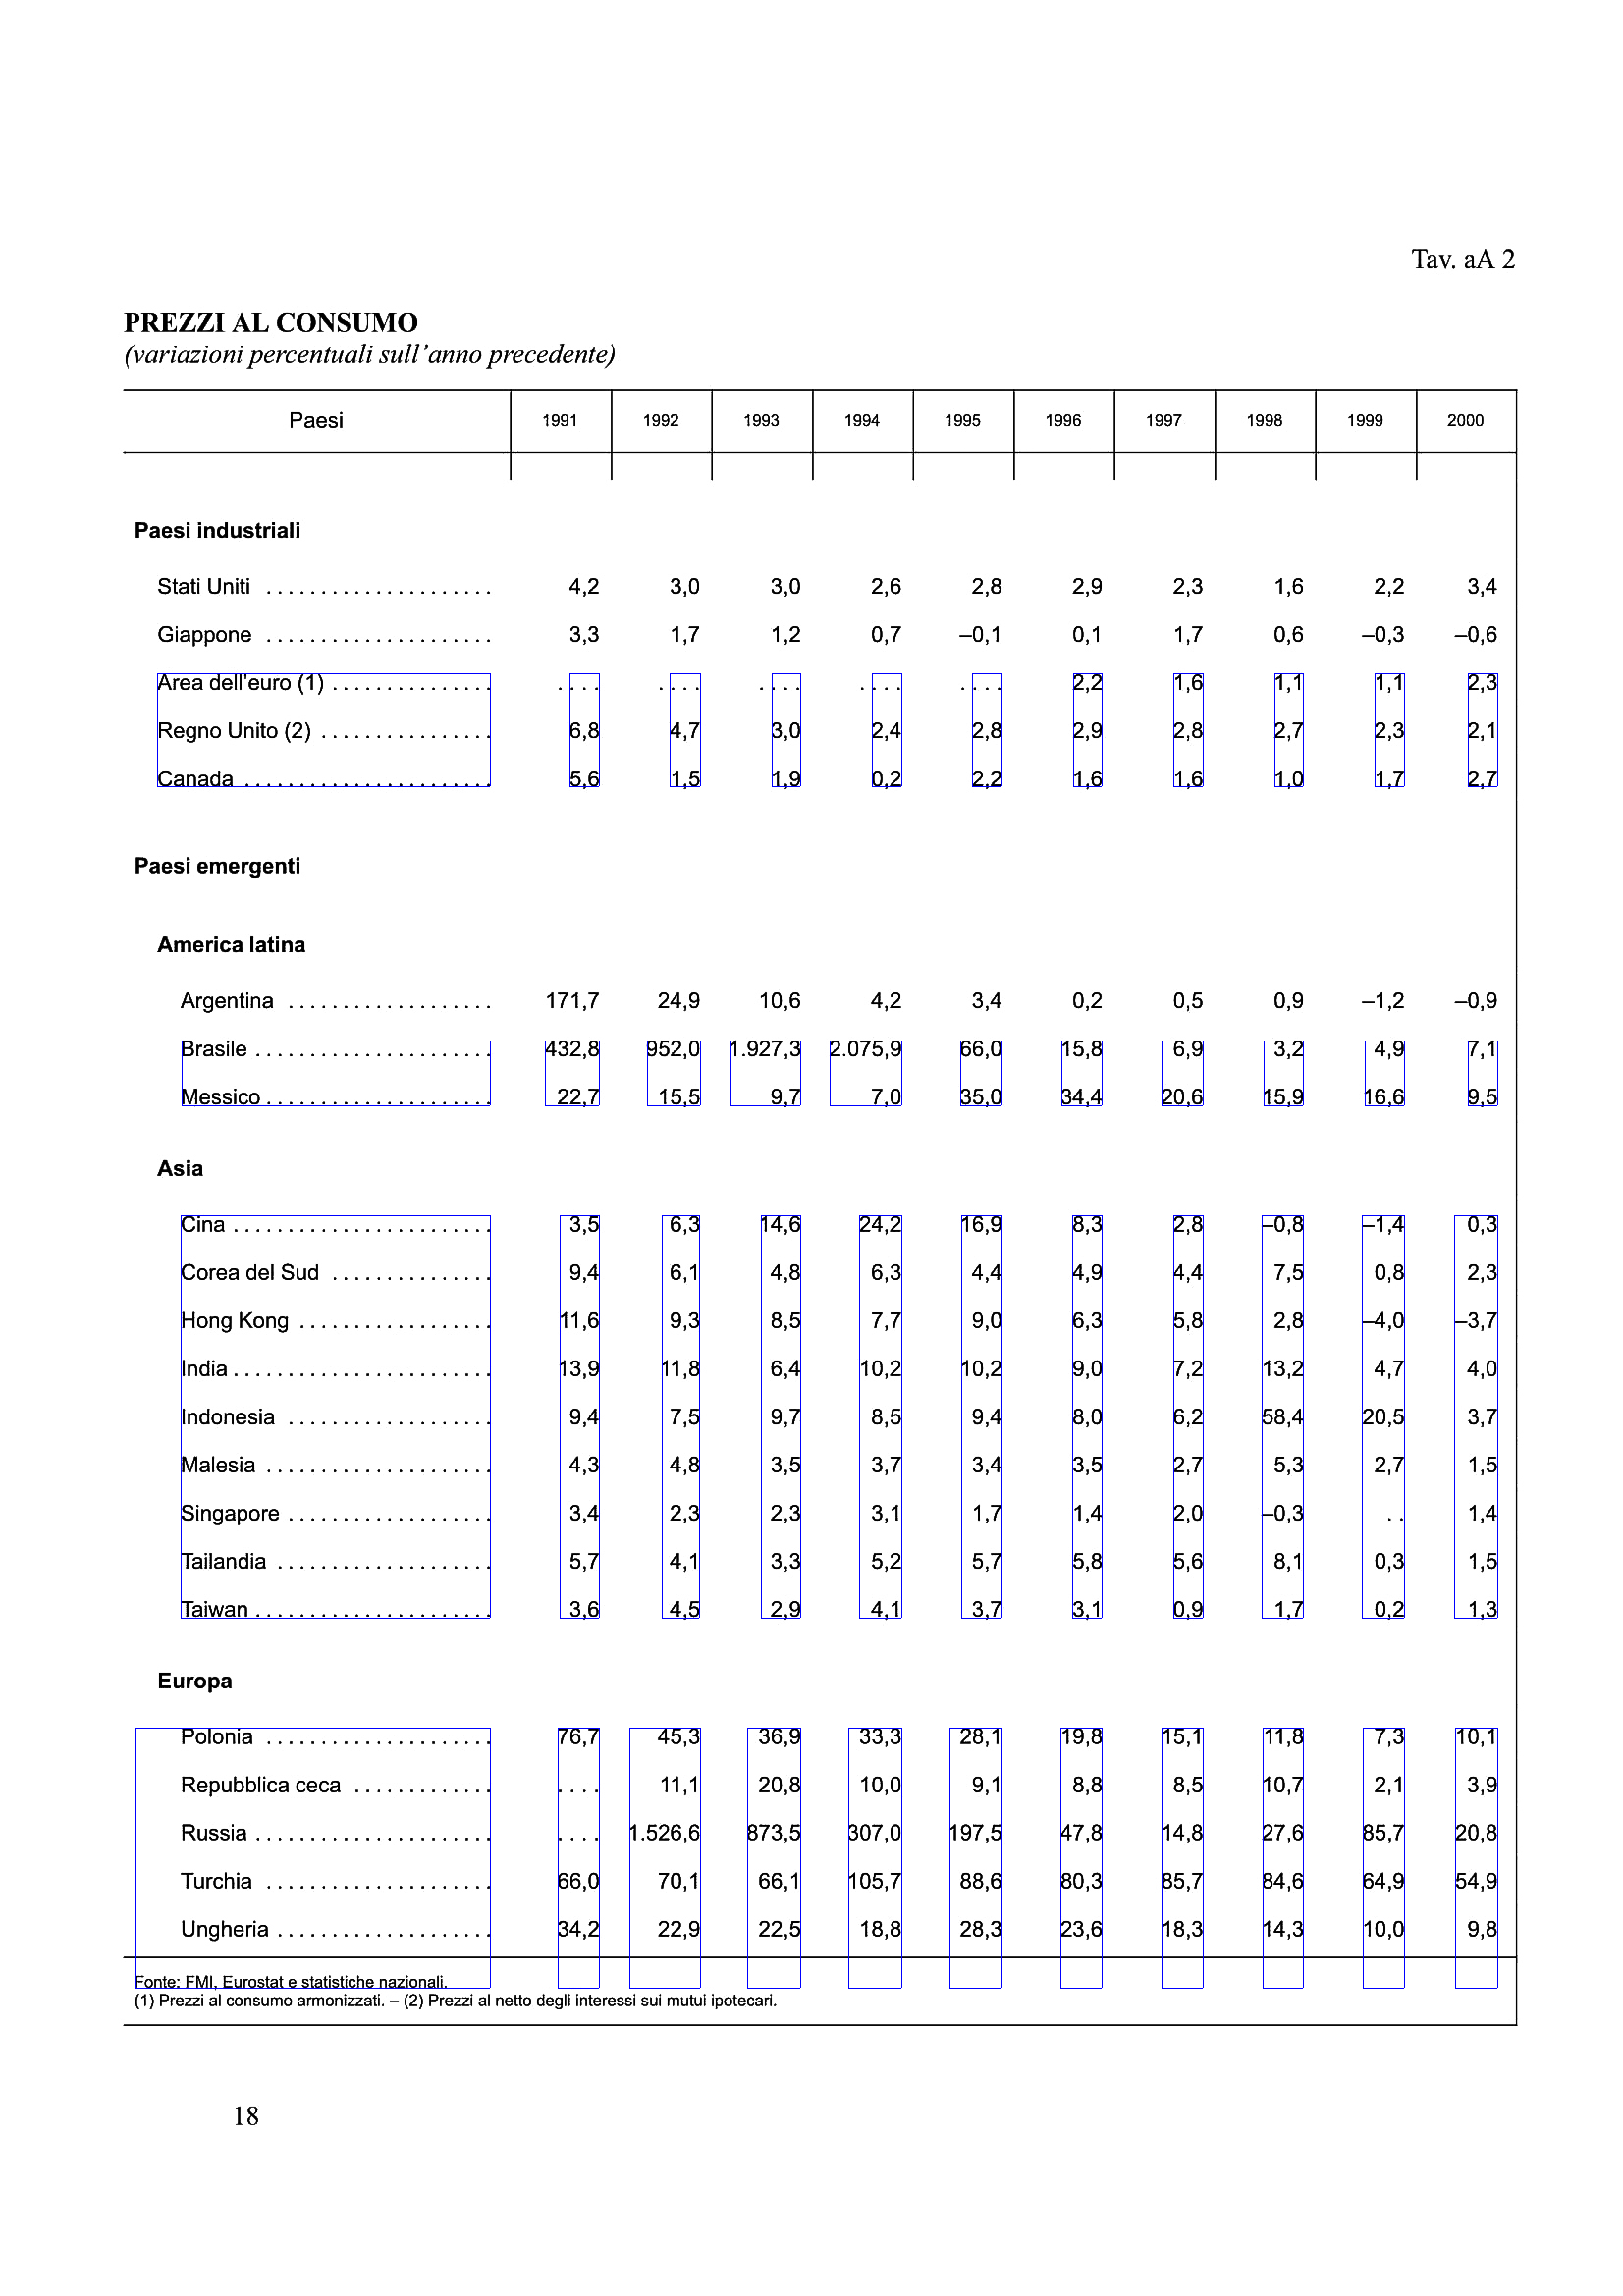 Tav. aA 2
PREZZI AL CONSUMO
(variazioni percentuali sull'anno precedente)
Paesi 1991 1992 1993 1994 1995 1996 1997 1998 1999 2000
Paesi industriali
Stati Uniti ..................... 4,2 3,0 3,0 2,6 2,8 2,9 2,3 1,6 2,2 3,4
Giappone ..................... 3,3 1,7 1,2 0,7 –0,1 0,1 1,7 0,6 –0,3 –0,6
Area dell'euro (1) ............... .... .... .... .... .... 2,2 1,6 1,1 1,1 2,3
Regno Unito (2) ................ 6,8 4,7 3,0 2,4 2,8 2,9 2,8 2,7 2,3 2,1
Canada ....................... 5,6 1,5 1,9 0,2 2,2 1,6 1,6 1,0 1,7 2,7
Paesi emergenti
America latina
Argentina ................... 171,7 24,9 10,6 4,2 3,4 0,2 0,5 0,9 –1,2 –0,9
Brasile ...................... 432,8 952,0 1.927,3 2.075,9 66,0 15,8 6,9 3,2 4,9 7,1
Messico ..................... 22,7 15,5 9,7 7,0 35,0 34,4 20,6 15,9 16,6 9,5
Asia
Cina ........................ 3,5 6,3 14,6 24,2 16,9 8,3 2,8 –0,8 –1,4 0,3
Corea del Sud ............... 9,4 6,1 4,8 6,3 4,4 4,9 4,4 7,5 0,8 2,3
Hong Kong .................. 11,6 9,3 8,5 7,7 9,0 6,3 5,8 2,8 –4,0 –3,7
India ........................ 13,9 11,8 6,4 10,2 10,2 9,0 7,2 13,2 4,7 4,0
Indonesia ................... 9,4 7,5 9,7 8,5 9,4 8,0 6,2 58,4 20,5 3,7
Malesia ..................... 4,3 4,8 3,5 3,7 3,4 3,5 2,7 5,3 2,7 1,5
Singapore ................... 3,4 2,3 2,3 3,1 1,7 1,4 2,0 –0,3 .. 1,4
Tailandia .................... 5,7 4,1 3,3 5,2 5,7 5,8 5,6 8,1 0,3 1,5
Taiwan ...................... 3,6 4,5 2,9 4,1 3,7 3,1 0,9 1,7 0,2 1,3
Europa
Polonia ..................... 76,7 45,3 36,9 33,3 28,1 19,8 15,1 11,8 7,3 10,1
Repubblica ceca ............. .... 11,1 20,8 10,0 9,1 8,8 8,5 10,7 2,1 3,9
Russia ...................... .... 1.526,6 873,5 307,0 197,5 47,8 14,8 27,6 85,7 20,8
Turchia ..................... 66,0 70,1 66,1 105,7 88,6 80,3 85,7 84,6 64,9 54,9
Ungheria .................... 34,2 22,9 22,5 18,8 28,3 23,6 18,3 14,3 10,0 9,8
Fonte: FMI, Eurostat e statistiche nazionali.
(1) Prezzi al consumo armonizzati. – (2) Prezzi al netto degli interessi sui mutui ipotecari.
18